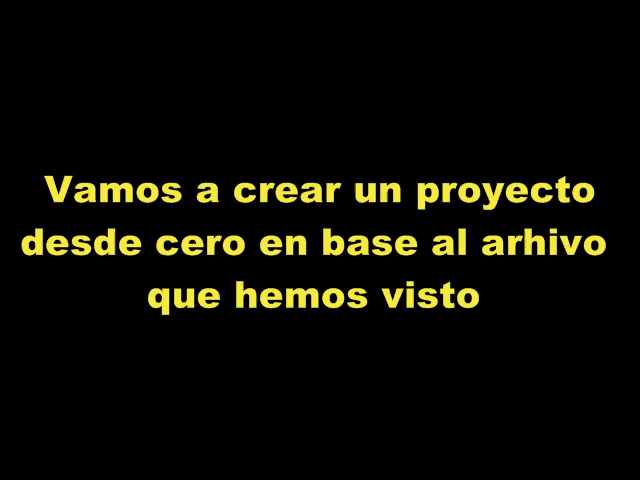 Vamos a crear un proyecto
desde cero en base al arhivo
que hemos visto